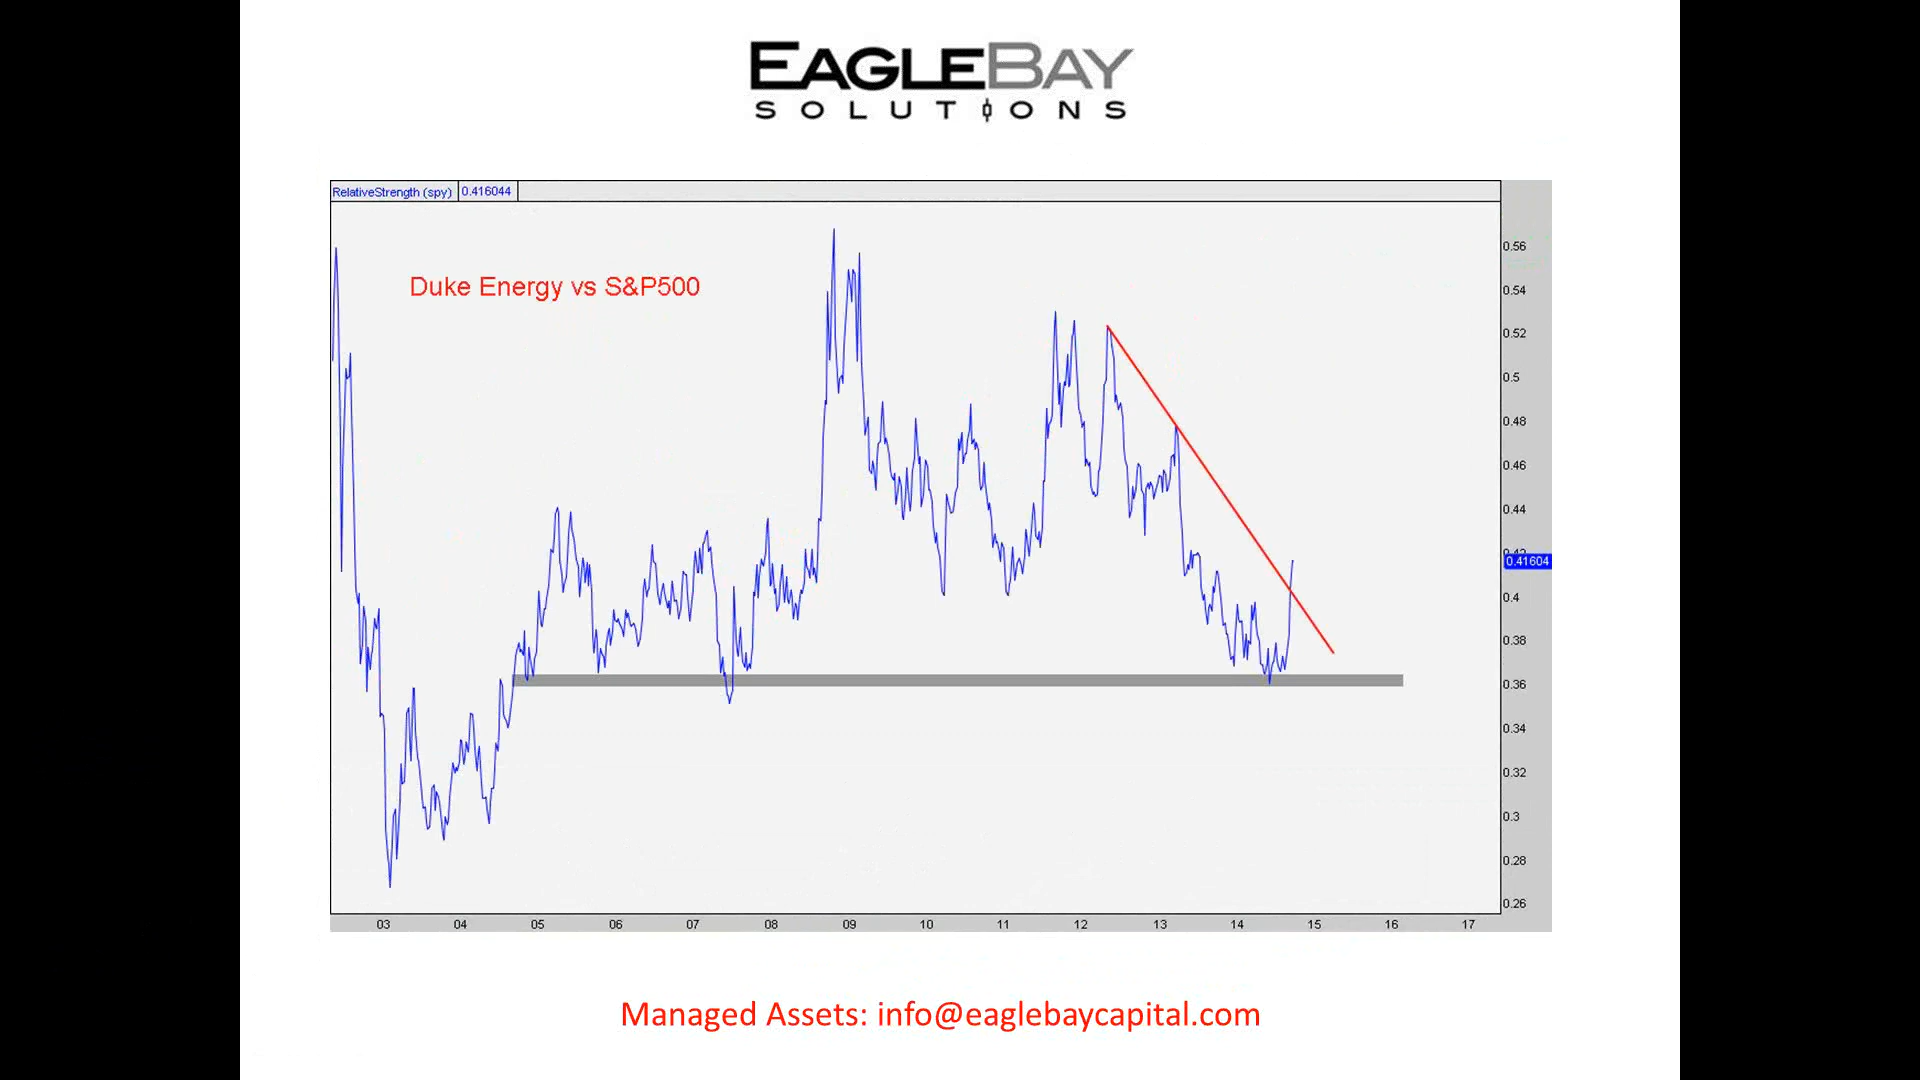 EAGLEBAY
SOLUTIONS
RelativeStrength (spy) 0.416044
Duke Energy vs S&P500
0.56
0.54
0.52
0.5
0.48
0.46
0.44
0.42
0.41604
0.4
0.38
0.36
0.34
0.32
0.3
0.28
0.26
03 04 05 06 07 08 09 10 11 12 13 14 15 16 17
Managed Assets: info@eaglebaycapital.com